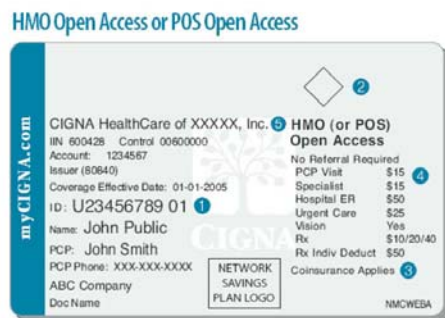 HMO Open Access or POS Open Access
2
myCIGNA.com
CIGNA HealthCare of XXXXX, Inc. 5
IIN 600428 Control 00600000
Account: 1234567
Issuer (80840)
Coverage Effective Date: 01-01-2005
ID: U23456789 01 1
Name: John Public
PCP: John Smith
PCP Phone: XXX-XXX-XXXX
ABC Company
Doc Name
CIGNA
NETWORK
SAVINGS
PLAN LOGO
HMO (or POS)
Open Access
No Referral Required
PCP Visit $15 4
Specialist $15
Hospital ER $50
Urgent Care $25
Vision Yes
Rx $10/20/40
Rx Indiv Deduct $50
Coinsurance Applies 3
NMCWEBA